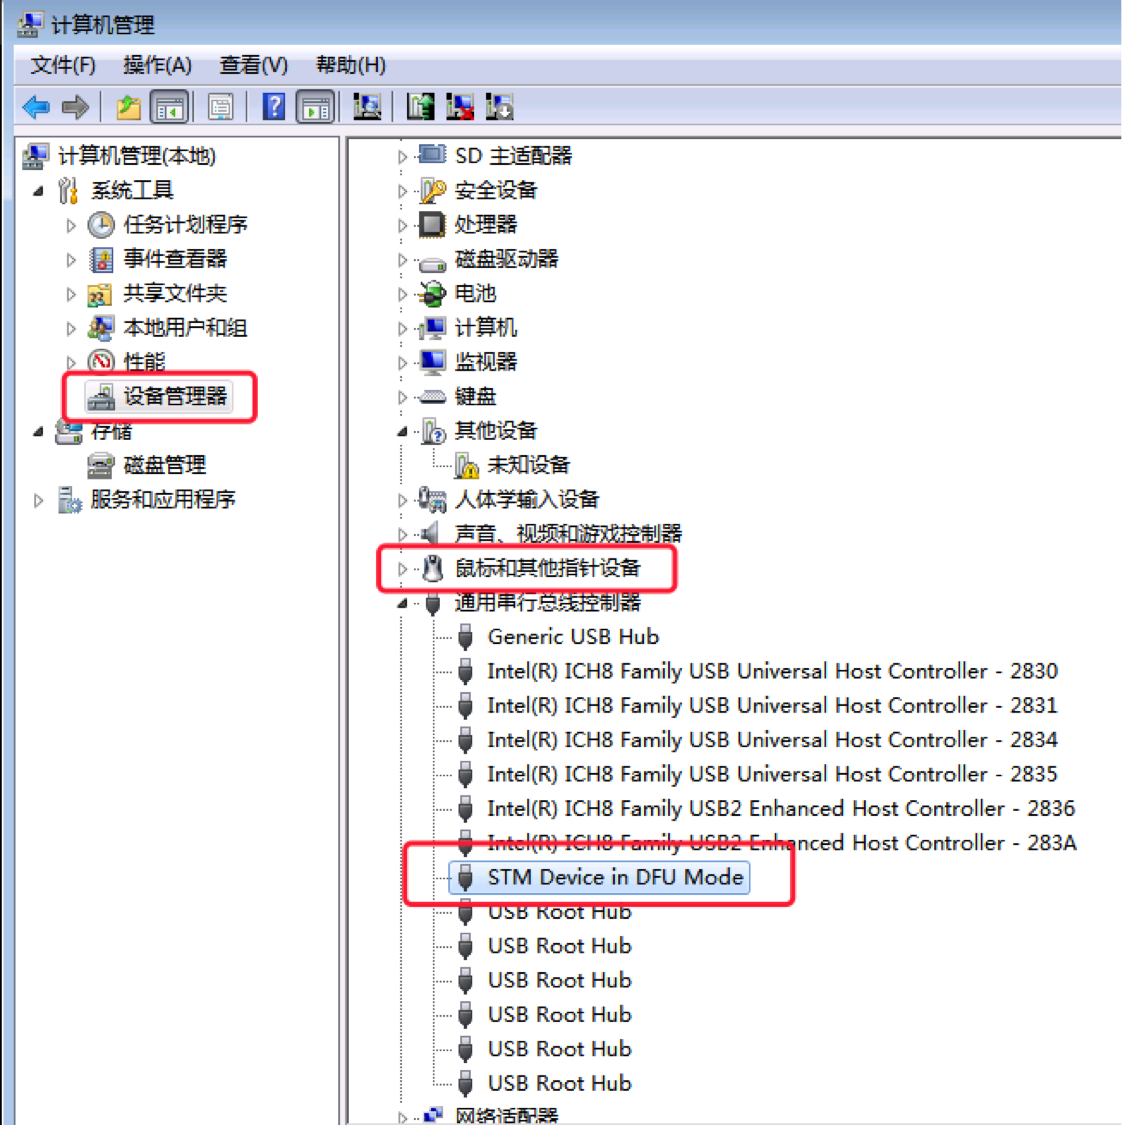 计算机管理
文件(F) 操作(A) 查看(V) 帮助(H)
计算机管理(本地)
系统工具
任务计划程序
事件查看器
共享文件夹
本地用户和组
性能
设备管理器
存储
磁盘管理
服务和应用程序
SD 主适配器
安全设备
处理器
磁盘驱动器
电池
计算机
监视器
键盘
其他设备
未知设备
人体学输入设备
声音、视频和游戏控制器
鼠标和其他指针设备
通用串行总线控制器
Generic USB Hub
Intel(R) ICH8 Family USB Universal Host Controller - 2830
Intel(R) ICH8 Family USB Universal Host Controller - 2831
Intel(R) ICH8 Family USB Universal Host Controller - 2834
Intel(R) ICH8 Family USB Universal Host Controller - 2835
Intel(R) ICH8 Family USB2 Enhanced Host Controller - 2836
Intel(R) ICH8 Family USB2 Enhanced Host Controller - 283A
STM Device in DFU Mode
USB Root Hub
USB Root Hub
USB Root Hub
USB Root Hub
USB Root Hub
USB Root Hub
网络适配器